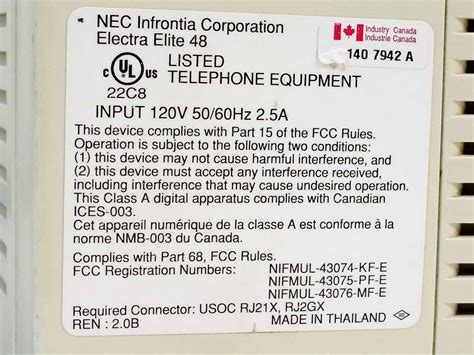 NEC Infrontia Corporation
Electra Elite 48
Industry Canada
Industrie Canada
140 7942 A
c UL us LISTED
TELEPHONE EQUIPMENT
22C8
INPUT 120V 50/60Hz 2.5A
This device complies with Part 15 of the FCC Rules.
Operation is subject to the following two conditions:
(1) this device may not cause harmful interference, and
(2) this device must accept any interference received,
including interference that may cause undesired operation.
This Class A digital apparatus complies with Canadian
ICES-003.
Cet appareil numérique de la classe A est conforme à la
norme NMB-003 du Canada.
Complies with Part 68, FCC Rules.
FCC Registration Numbers: NIFMUL-43074-KF-E
NIFMUL-43075-PF-E
NIFMUL-43076-MF-E
Required Connector: USOC RJ21X, RJ2GX
REN : 2.0B MADE IN THAILAND